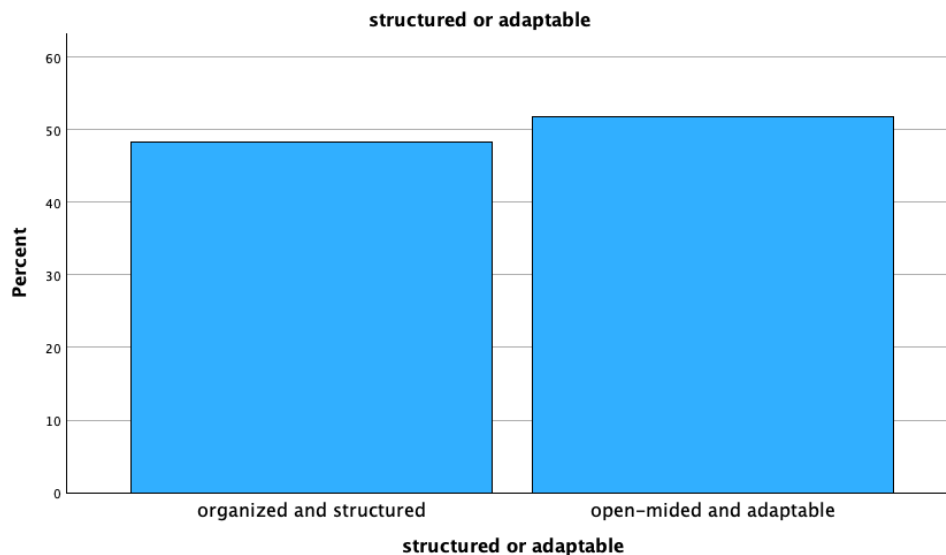 structured or adaptable
60
50
40
30
20
10
0
Percent
organized and structured
open-mided and adaptable
structured or adaptable